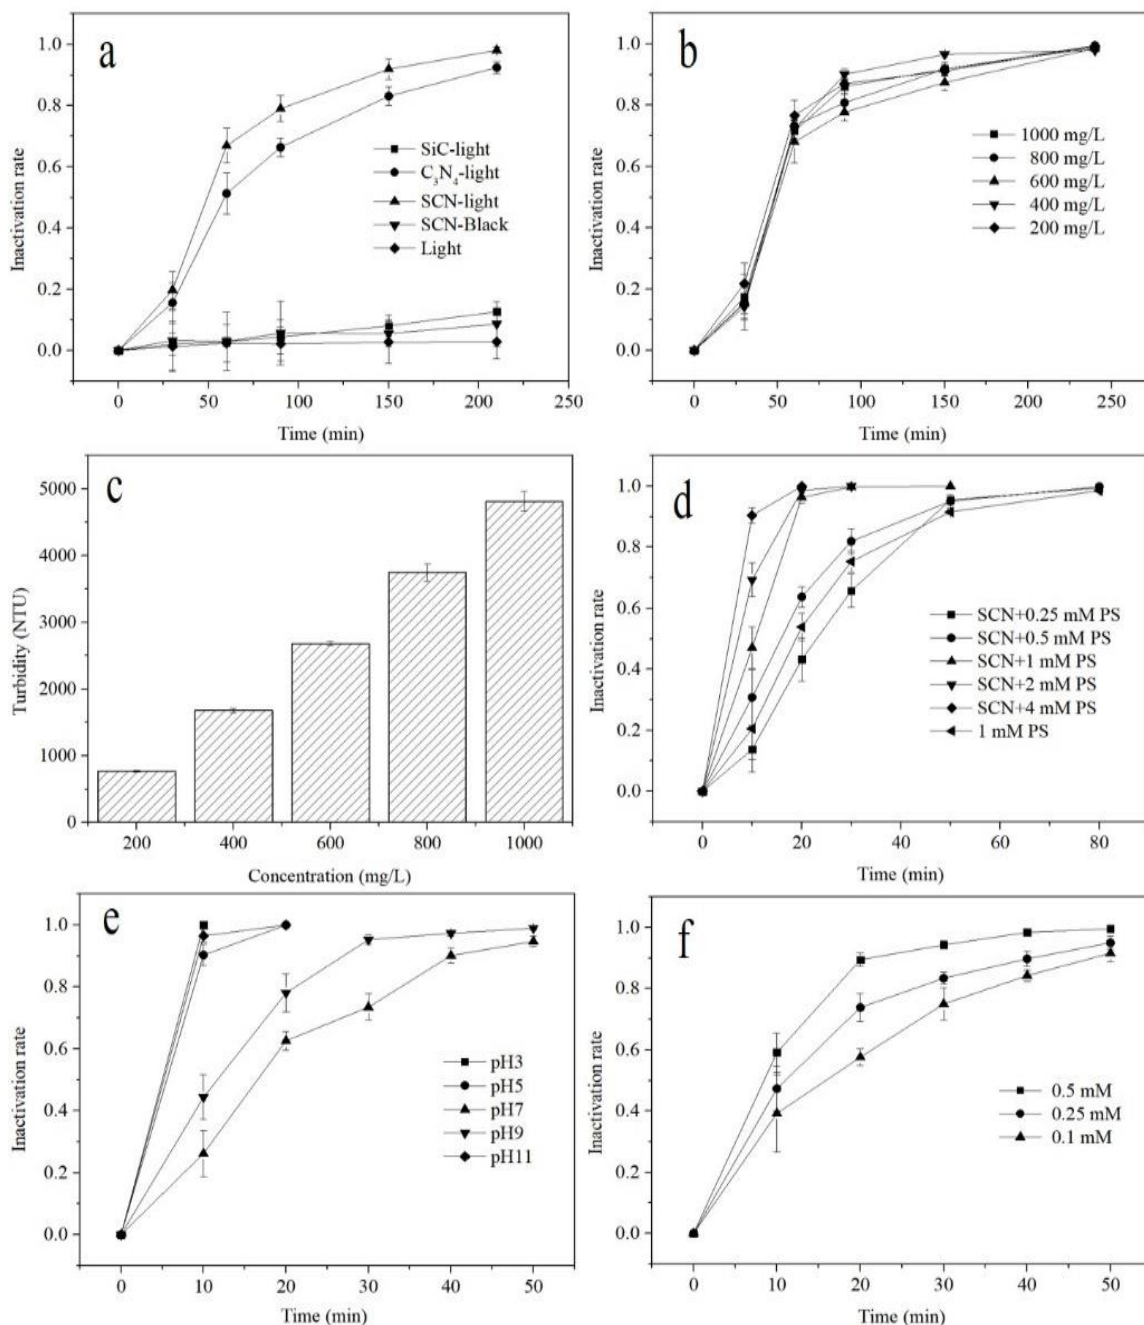 a
Inactivation rate
1.0
0.8
0.6
0.4
0.2
0.0
SiC-light
C₃N₄-light
SCN-light
SCN-Black
Light
0 50 100 150 200 250
Time (min)
b
Inactivation rate
1.0
0.8
0.6
0.4
0.2
0.0
1000 mg/L
800 mg/L
600 mg/L
400 mg/L
200 mg/L
0 50 100 150 200 250
Time (min)
c
Turbidity (NTU)
5000
4000
3000
2000
1000
0
200 400 600 800 1000
Concentration (mg/L)
d
Inactivation rate
1.0
0.8
0.6
0.4
0.2
0.0
SCN+0.25 mM PS
SCN+0.5 mM PS
SCN+1 mM PS
SCN+2 mM PS
SCN+4 mM PS
1 mM PS
0 20 40 60 80
Time (min)
e
Inactivation rate
1.0
0.8
0.6
0.4
0.2
0.0
pH3
pH5
pH7
pH9
pH11
0 10 20 30 40 50
Time (min)
f
Inactivation rate
1.0
0.8
0.6
0.4
0.2
0.0
0.5 mM
0.25 mM
0.1 mM
0 10 20 30 40 50
Time (min)